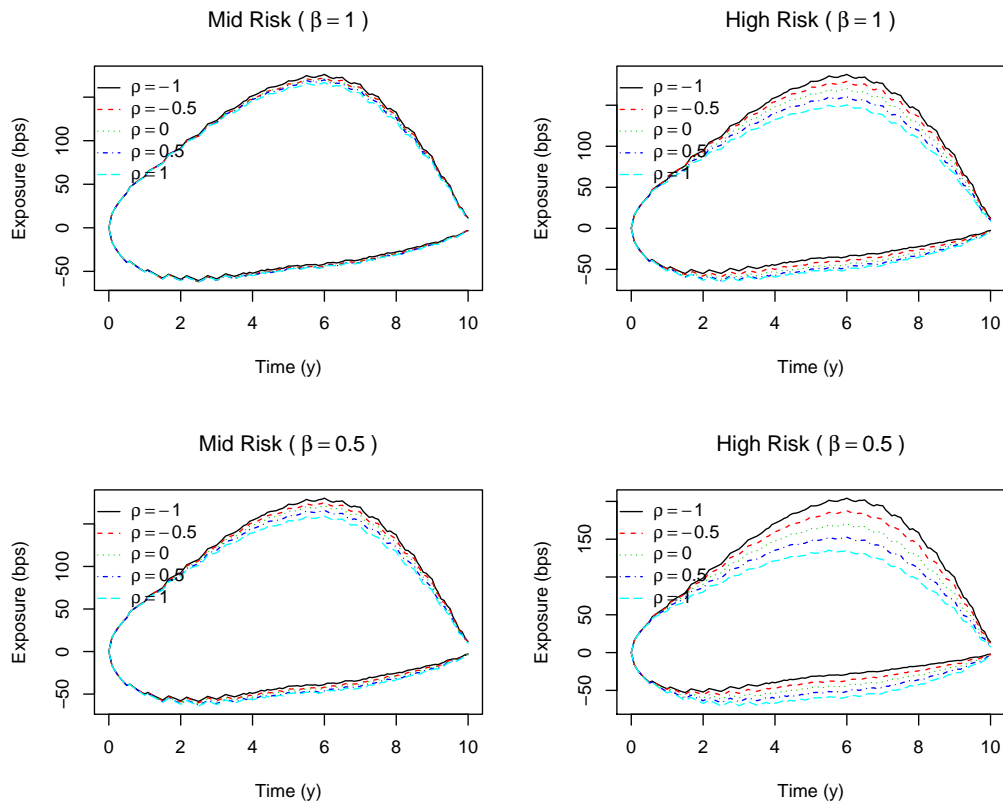 Mid Risk ( β = 1 )
Exposure (bps)
100
50
0
−50
ρ = −1
ρ = −0.5
ρ = 0
ρ = 0.5
ρ = 1
0 2 4 6 8 10
Time (y)
High Risk ( β = 1 )
Exposure (bps)
100
50
0
−50
ρ = −1
ρ = −0.5
ρ = 0
ρ = 0.5
ρ = 1
0 2 4 6 8 10
Time (y)
Mid Risk ( β = 0.5 )
Exposure (bps)
100
50
0
−50
ρ = −1
ρ = −0.5
ρ = 0
ρ = 0.5
ρ = 1
0 2 4 6 8 10
Time (y)
High Risk ( β = 0.5 )
Exposure (bps)
150
50
0
−50
ρ = −1
ρ = −0.5
ρ = 0
ρ = 0.5
ρ = 1
0 2 4 6 8 10
Time (y)